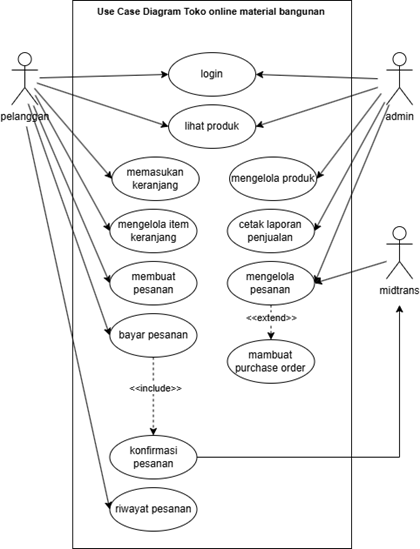 Use Case Diagram Toko online material bangunan
login
pelanggan
admin
lihat produk
memasukan
keranjang
mengelola produk
mengelola item
keranjang
cetak laporan
penjualan
membuat
pesanan
mengelola
pesanan
midtrans
<<extend>>
bayar pesanan
mambuat
purchase order
<<include>>
konfirmasi
pesanan
riwayat pesanan